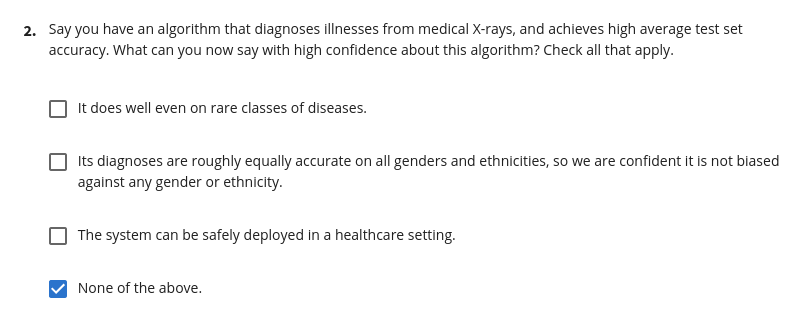 2. Say you have an algorithm that diagnoses illnesses from medical X-rays, and achieves high average test set
accuracy. What can you now say with high confidence about this algorithm? Check all that apply.
It does well even on rare classes of diseases.
Its diagnoses are roughly equally accurate on all genders and ethnicities, so we are confident it is not biased
against any gender or ethnicity.
The system can be safely deployed in a healthcare setting.
None of the above.